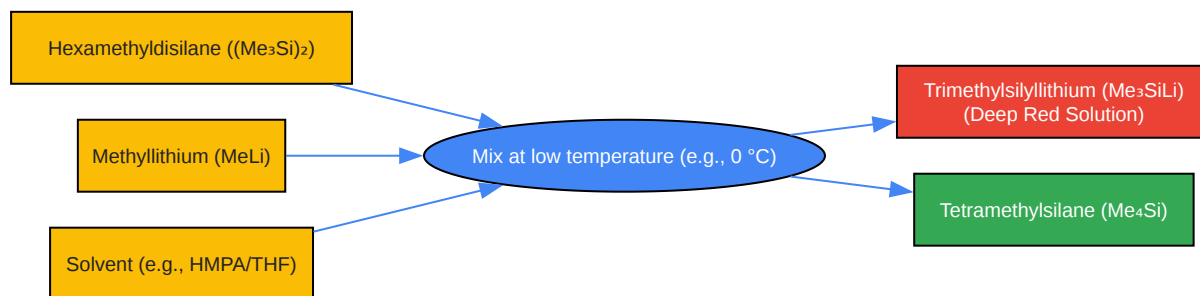 Hexamethyldisilane ((Me₃Si)₂)
Methyllithium (MeLi)
Solvent (e.g., HMPA/THF)
Mix at low temperature (e.g., 0 °C)
Trimethylsilyllithium (Me₃SiLi)
(Deep Red Solution)
Tetramethylsilane (Me₄Si)